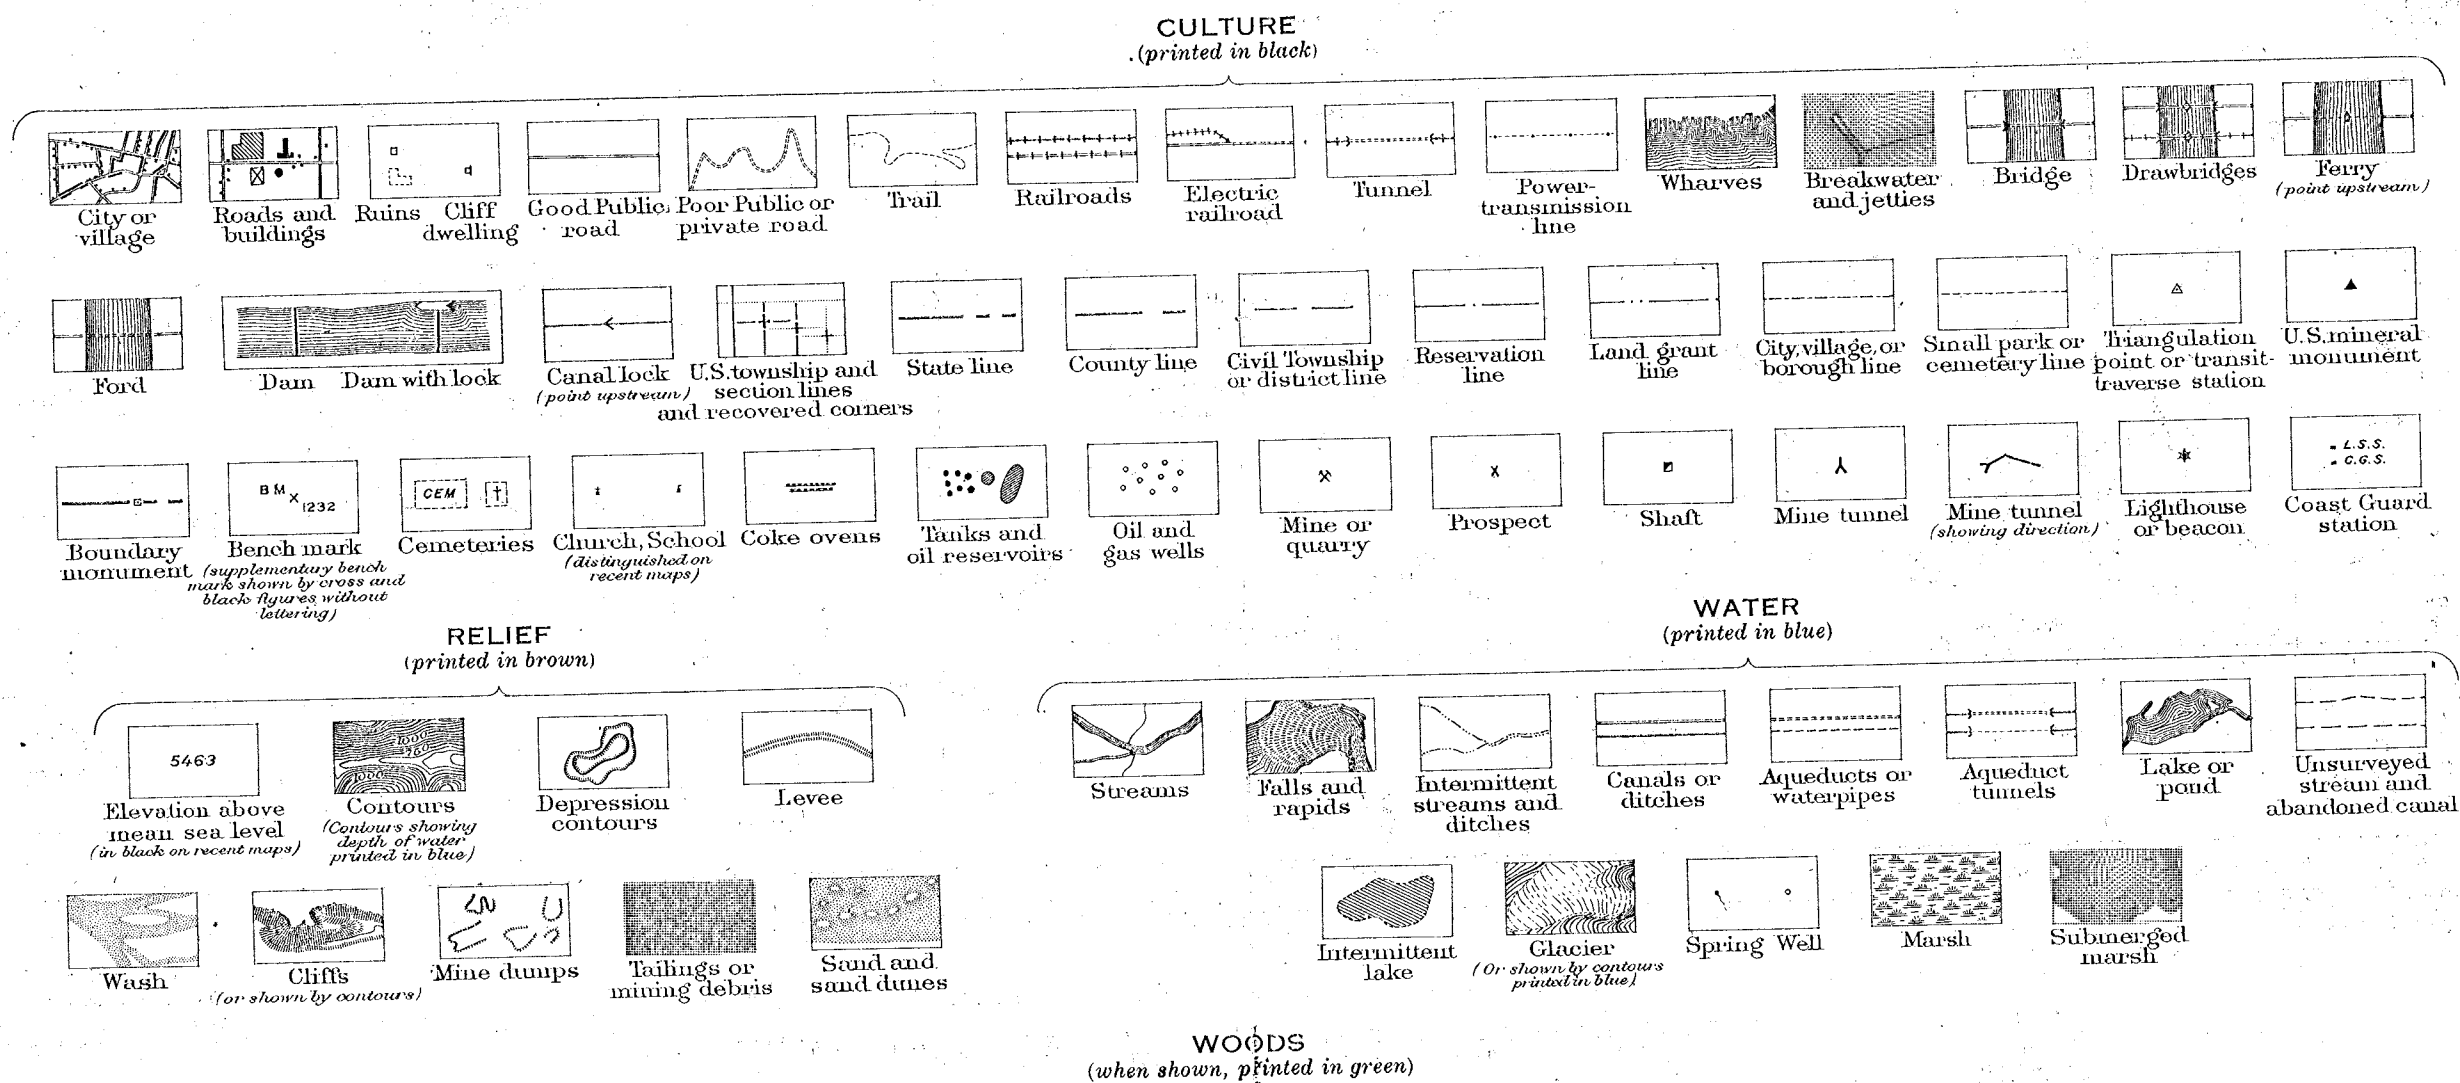 CULTURE
(printed in black)
City or
village
Roads and
buildings
Ruins Cliff
dwelling
Good Public
road
Poor Public or
private road
Trail
Railroads
Electric
railroad
Tunnel
Power-
transmission
line
Wharves
Breakwater
and jetties
Bridge
Drawbridges
Ferry
(point upstream)
Ford
Dam Dam with lock
Canal lock
(point upstream)
U.S. township and
section lines
and recovered corners
State line
County line
Civil Township
or district line
Reservation
line
Land grant
line
City, village, or
borough line
Small park or
cemetery line
Triangulation
point or transit-
traverse station
U.S. mineral
monument
Boundary
monument
BM
X
1232
Bench mark
(supplementary bench
mark shown by cross and
black figures without
lettering)
CEM
Cemeteries
Church, School
(distinguished on
recent maps)
Coke ovens
Tanks and
oil reservoirs
Oil and
gas wells
Mine or
quarry
Prospect
Shaft
Mine tunnel
Mine tunnel
(showing direction)
Lighthouse
or beacon
L.S.S.
C.G.S.
Coast Guard
station
RELIEF
(printed in brown)
5463
Elevation above
mean sea level
(in black on recent maps)
1000
1000
Contours
(Contours showing
depth of water
printed in blue)
Depression
contours
Levee
Wash
Cliffs
(or shown by contours)
Mine dumps
Tailings or
mining debris
Sand and
sand dunes
WATER
(printed in blue)
Streams
Falls and
rapids
Intermittent
streams and
ditches
Canals or
ditches
Aqueducts or
waterpipes
Aqueduct
tunnels
Lake or
pond
Unsurveyed
stream and
abandoned canal
Intermittent
lake
Glacier
(Or shown by contours
printed in blue)
Spring Well
Marsh
Submerged
marsh
WOODS
(when shown, printed in green)